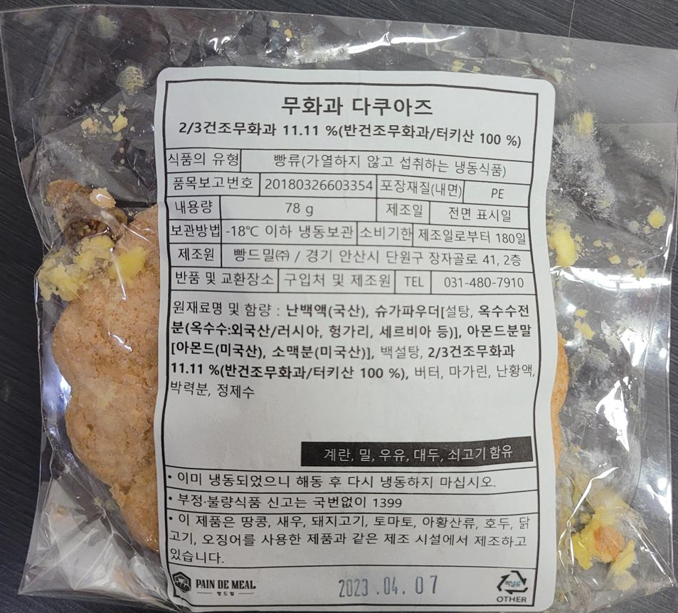 무화과 다쿠아즈
2/3건조무화과 11.11 %(반건조무화과/터키산 100 %)
식품의 유형 빵류(가열하지 않고 섭취하는 냉동식품)
품목보고번호 20180326603354 포장재질(내면) PE
내용량 78 g 제조일 전면 표시일
보관방법 -18℃ 이하 냉동보관 소비기한 제조일로부터 180일
제조원 빵드밀㈜ / 경기 안산시 단원구 장자골로 41, 2층
반품 및 교환장소 구입처 및 제조원 TEL 031-480-7910
원재료명 및 함량 : 난백액(국산), 슈가파우더[설탕, 옥수수전
분(옥수수:외국산/러시아, 헝가리, 세르비아 등)], 아몬드분말
[아몬드(미국산), 소맥분(미국산)], 백설탕, 2/3건조무화과
11.11 %(반건조무화과/터키산 100 %), 버터, 마가린, 난황액,
박력분, 정제수
계란, 밀, 우유, 대두, 쇠고기 함유
• 이미 냉동되었으니 해동 후 다시 냉동하지 마십시오.
• 부정·불량식품 신고는 국번없이 1399
• 이 제품은 땅콩, 새우, 돼지고기, 토마토, 아황산류, 호두, 닭
고기, 오징어를 사용한 제품과 같은 제조 시설에서 제조하고
있습니다.
PAIN DE MEAL
빵드밀
2023.04.07
비닐류
OTHER